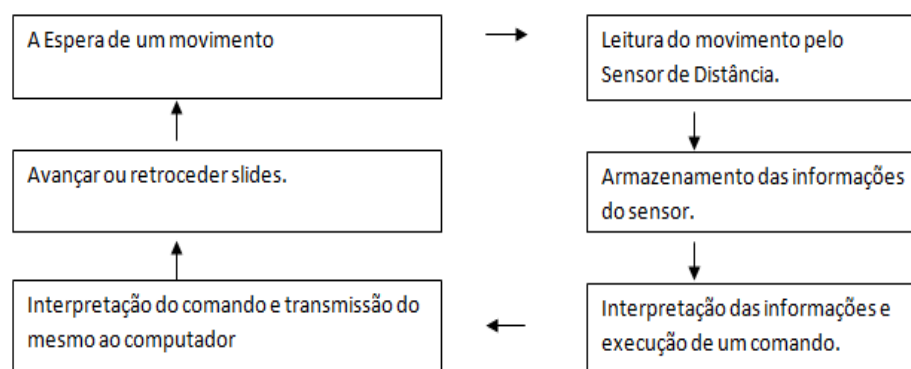 A Espera de um movimento
Leitura do movimento pelo
Sensor de Distância.
Armazenamento das informações
do sensor.
Interpretação das informações e
execução de um comando.
Interpretação do comando e transmissão do
mesmo ao computador
Avançar ou retroceder slides.